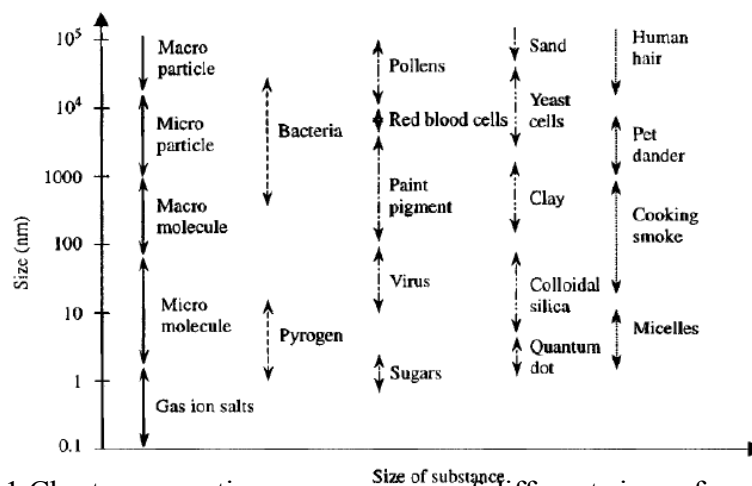 10⁵
10⁴
1000
100
10
1
0.1
Size (nm)
Macro
particle
Micro
particle
Macro
molecule
Micro
molecule
Gas ion salts
Bacteria
Pyrogen
Pollens
Red blood cells
Paint
pigment
Virus
Sugars
Sand
Yeast
cells
Clay
Colloidal
silica
Quantum
dot
Human
hair
Pet
dander
Cooking
smoke
Micelles
Size of substance